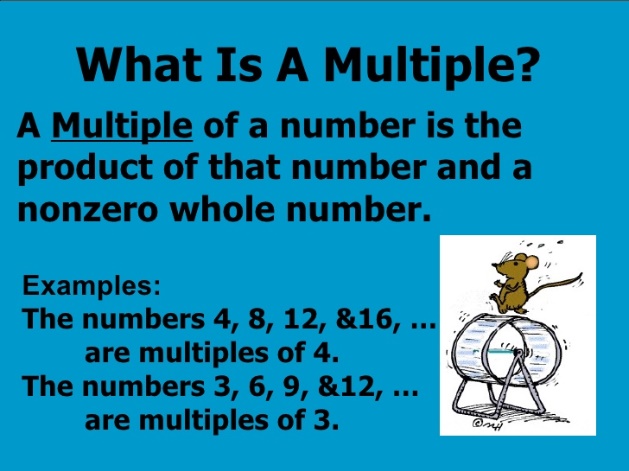 What Is A Multiple?
A Multiple of a number is the
product of that number and a
nonzero whole number.
Examples:
The numbers 4, 8, 12, &16, ...
are multiples of 4.
The numbers 3, 6, 9, &12, ...
are multiples of 3.